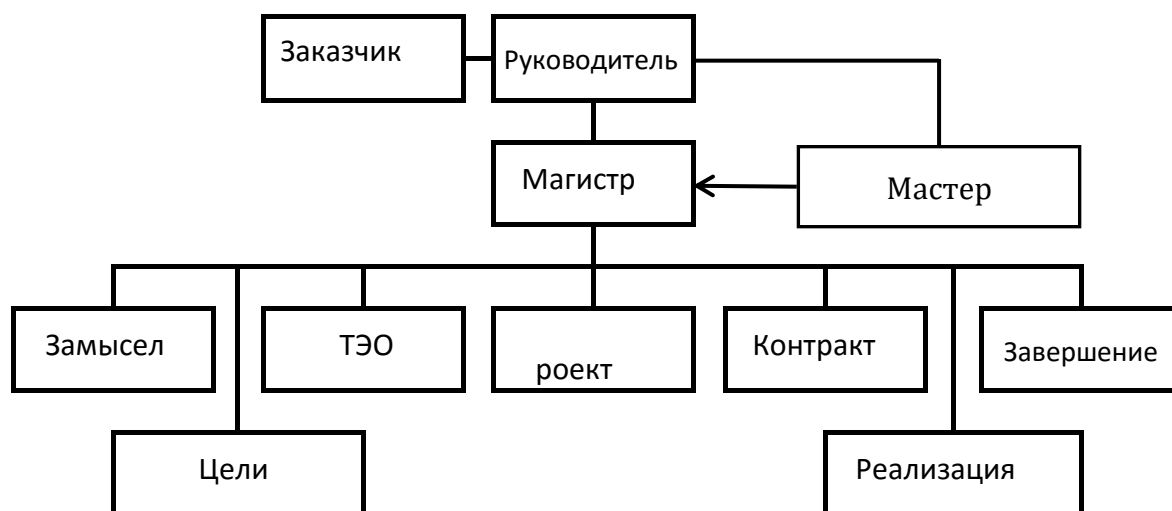 Заказчик
Руководитель
Магистр
Мастер
Замысел
ТЭО
роект
Контракт
Завершение
Цели
Реализация